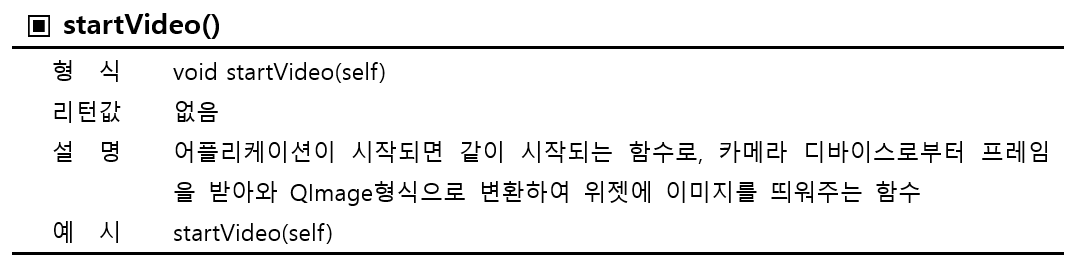 ▣ startVideo()
형 식 void startVideo(self)
리턴값 없음
설 명 어플리케이션이 시작되면 같이 시작되는 함수로, 카메라 디바이스로부터 프레임
을 받아와 QImage형식으로 변환하여 위젯에 이미지를 띄워주는 함수
예 시 startVideo(self)